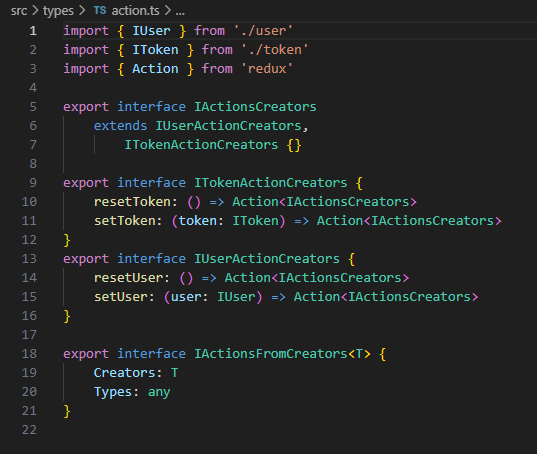 src > types > TS action.ts > ...
1 import { IUser } from './user'
2 import { IToken } from './token'
3 import { Action } from 'redux'
4
5 export interface IActionsCreators
6     extends IUserActionCreators,
7         ITokenActionCreators {}
8
9 export interface ITokenActionCreators {
10     resetToken: () => Action<IActionsCreators>
11     setToken: (token: IToken) => Action<IActionsCreators>
12 }
13 export interface IUserActionCreators {
14     resetUser: () => Action<IActionsCreators>
15     setUser: (user: IUser) => Action<IActionsCreators>
16 }
17
18 export interface IActionsFromCreators<T> {
19     Creators: T
20     Types: any
21 }
22